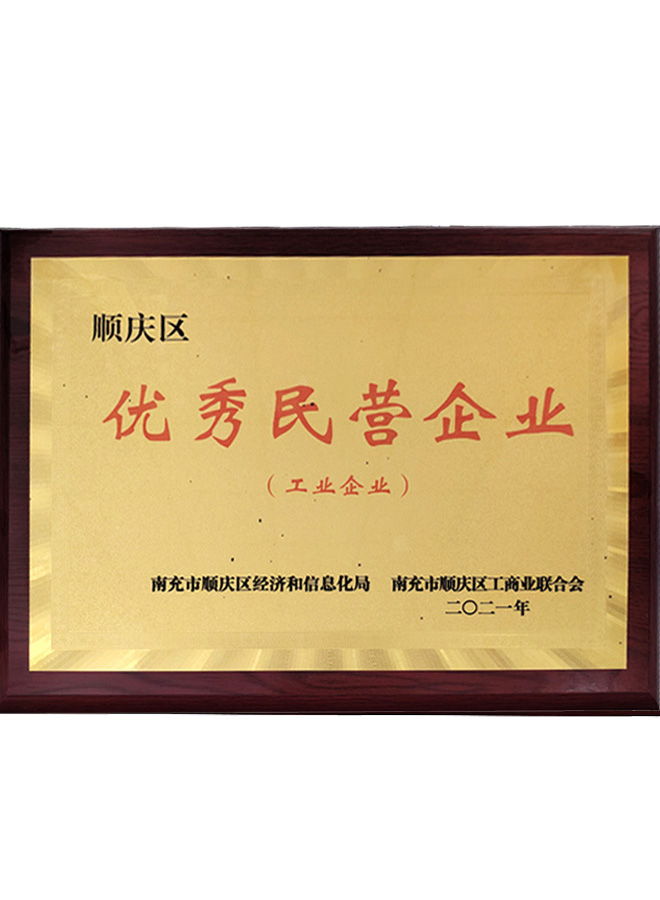 顺庆区
优秀民营企业
（工业企业）
南充市顺庆区经济和信息化局 南充市顺庆区工商业联合会
二〇二一年